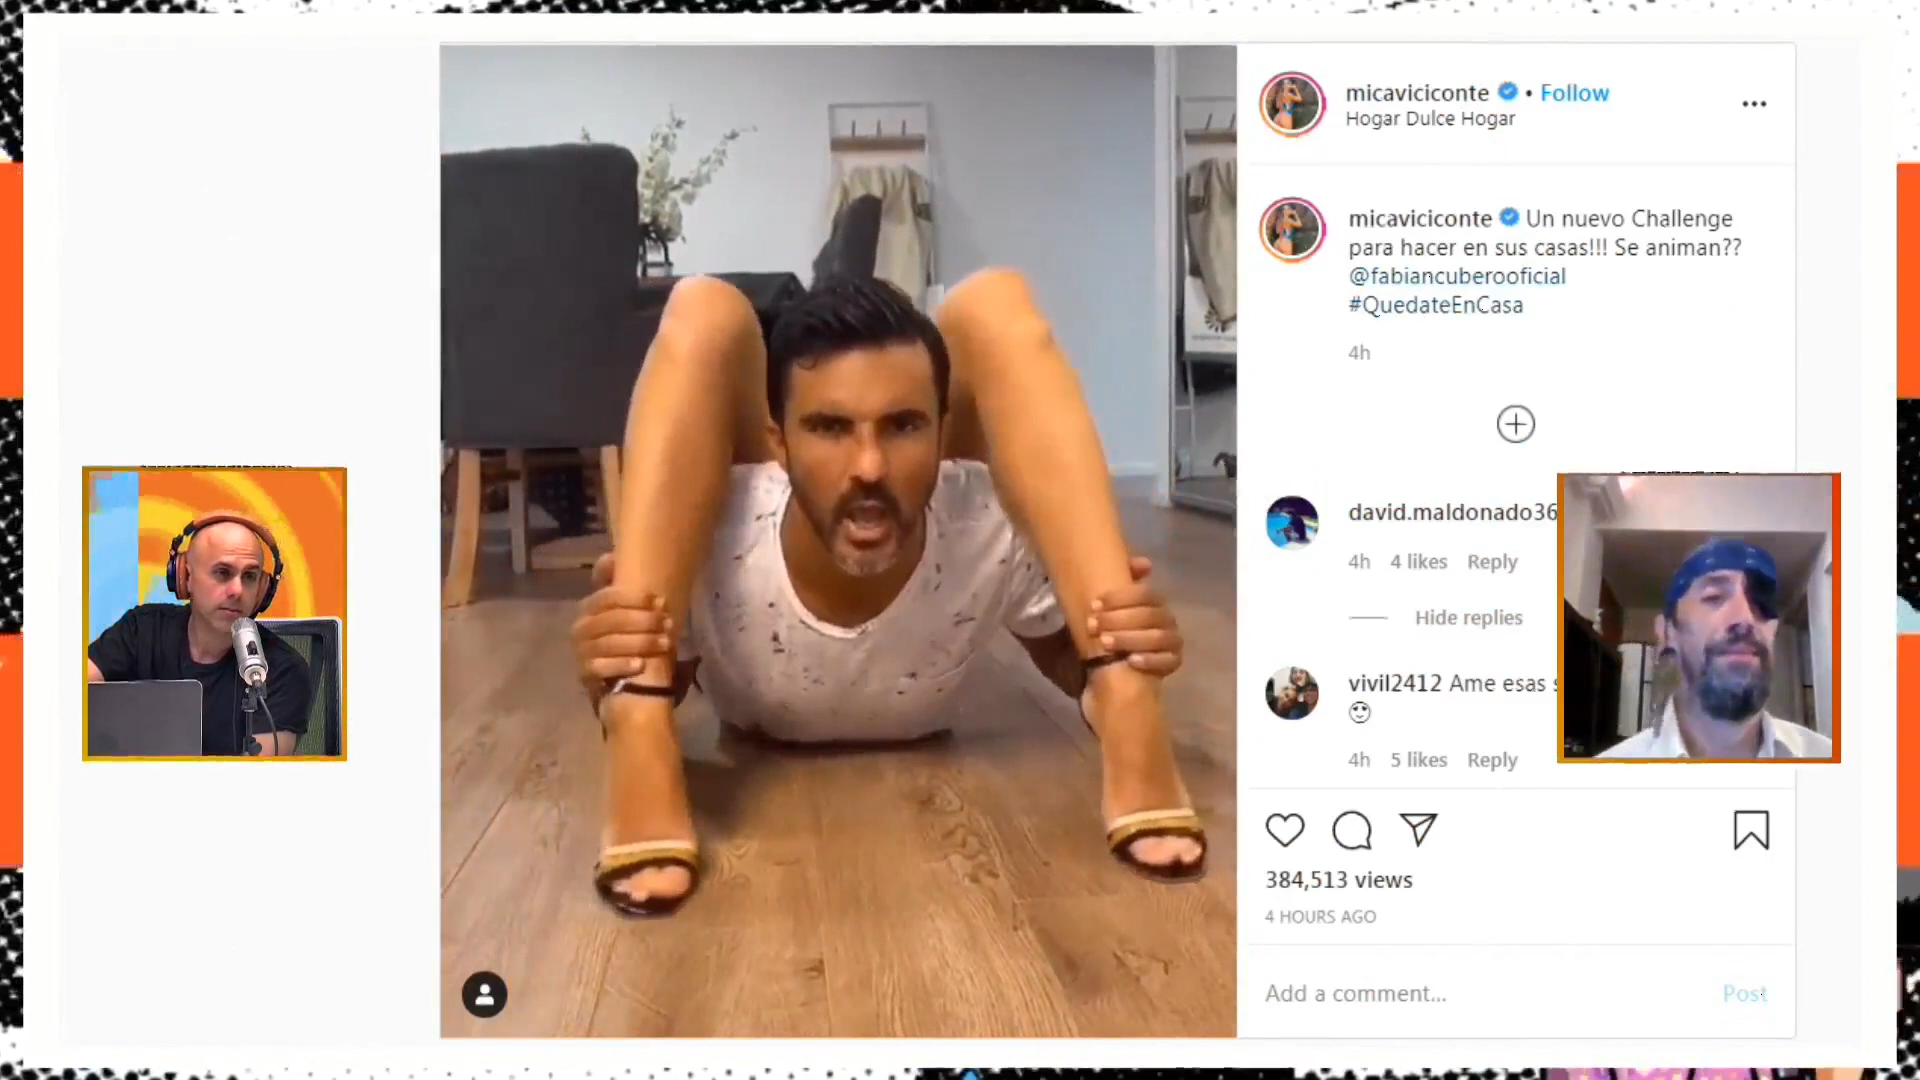 micaviciconte • Follow
Hogar Dulce Hogar
micaviciconte Un nuevo Challenge
para hacer en sus casas!!! Se animan??
@fabiancuberooficial
#QuedateEnCasa
4h
david.maldonado36
4h 4 likes Reply
Hide replies
vivil2412 Ame esas
4h 5 likes Reply
384,513 views
4 HOURS AGO
Add a comment...
Post